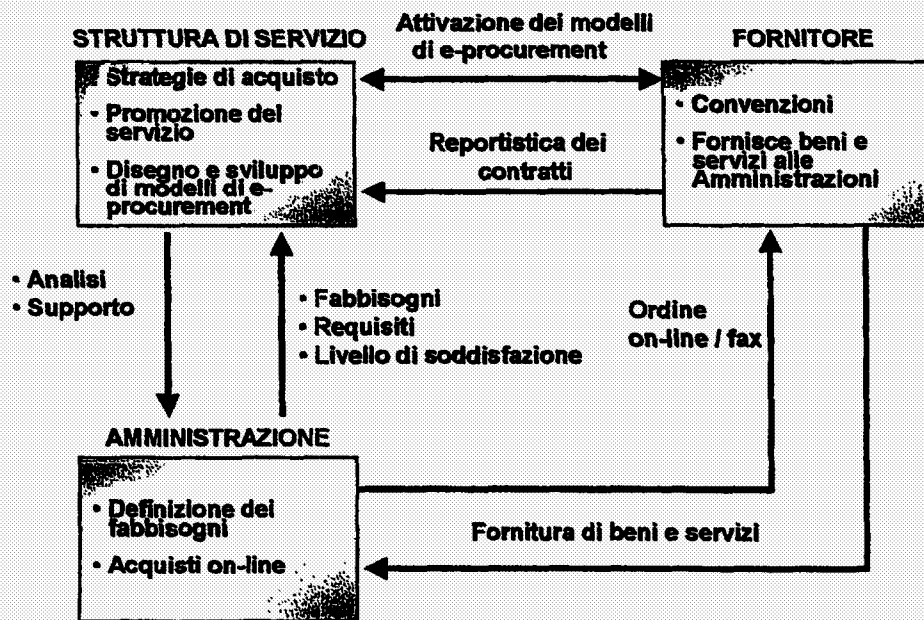 STRUTTURA DI SERVIZIO
• Strategie di acquisto
• Promozione del
servizio
• Disegno e sviluppo
di modelli di e-
procurement
Attivazione dei modelli
di e-procurement
Reportistica dei
contratti
FORNITORE
• Convenzioni
• Fornisce beni e
servizi alle
Amministrazioni
• Analisi
• Supporto
• Fabbisogni
• Requisiti
• Livello di soddisfazione
Ordine
on-line / fax
AMMINISTRAZIONE
• Definizione dei
fabbisogni
• Acquisti on-line
Fornitura di beni e servizi